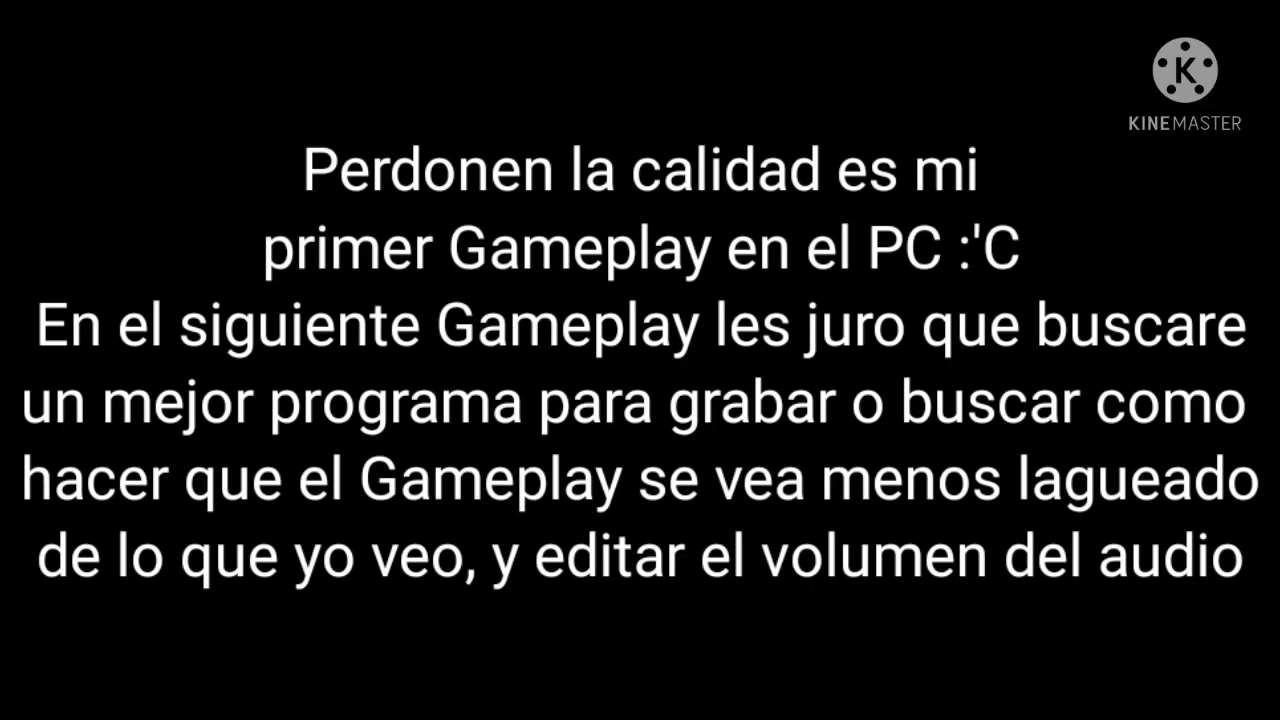 K
KINEMASTER
Perdonen la calidad es mi
primer Gameplay en el PC :'C
En el siguiente Gameplay les juro que buscare
un mejor programa para grabar o buscar como
hacer que el Gameplay se vea menos lagueado
de lo que yo veo, y editar el volumen del audio